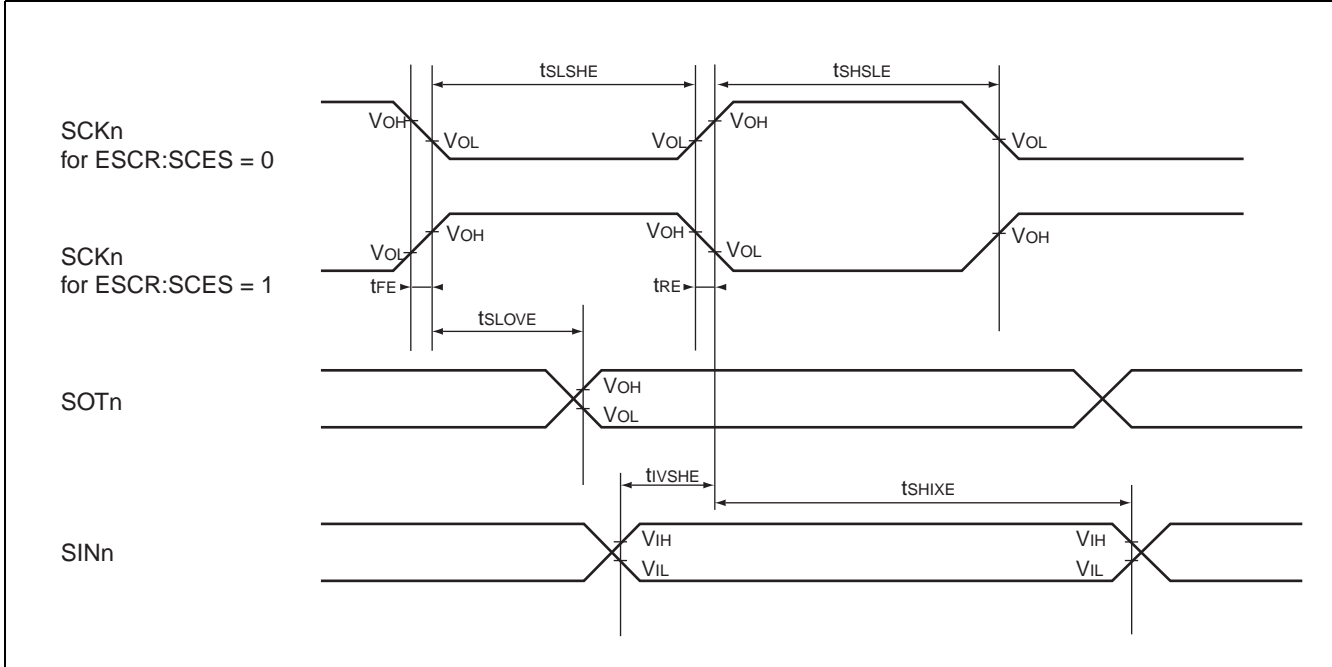 tSLSHE tSHSLE
SCKn
for ESCR:SCES = 0
VOH VOL VOL VOH VOL
SCKn
for ESCR:SCES = 1
VOL VOH VOH VOL VOH
tFE tRE
tSLOVE
SOTn
VOH
VOL
tIVSHE tSHIXE
SINn
VIH VIH
VIL VIL